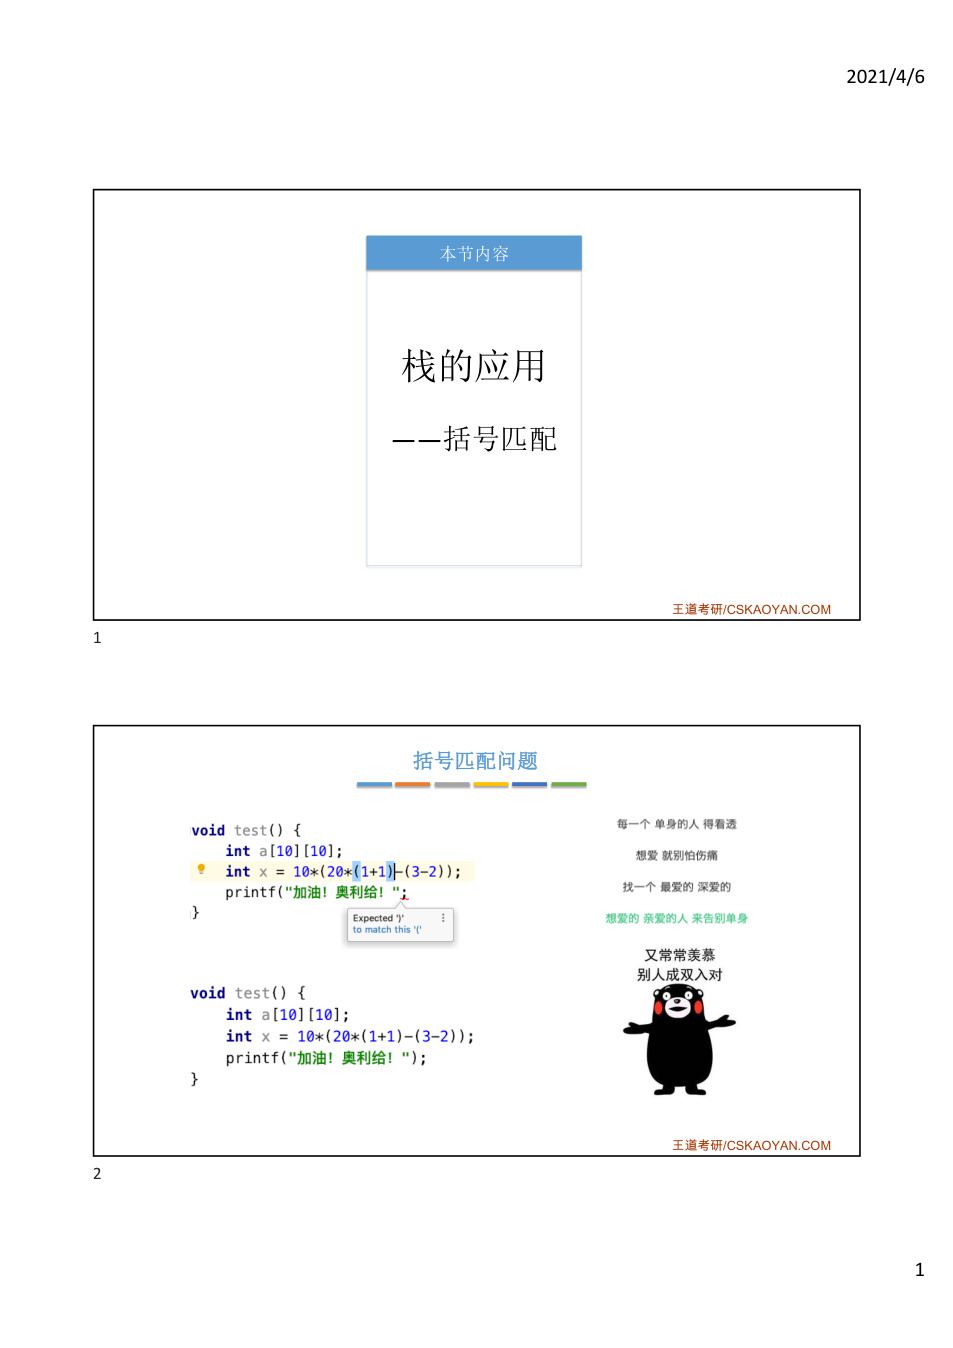 2021/4/6
本节内容
栈的应用
——括号匹配
王道考研/CSKAOYAN.COM
1
括号匹配问题
void test() {
int a[10][10];
int x = 10*(20*(1+1)-(3-2));
printf("加油！奥利给！";
}
Expected ')'
to match this '('
void test() {
int a[10][10];
int x = 10*(20*(1+1)-(3-2));
printf("加油！奥利给！");
}
每一个 单身的人 得看透
想爱 就别怕伤痛
找一个 最爱的 深爱的
想爱的 亲爱的人 来告别单身
又常常羡慕
别人成双入对
王道考研/CSKAOYAN.COM
2
1